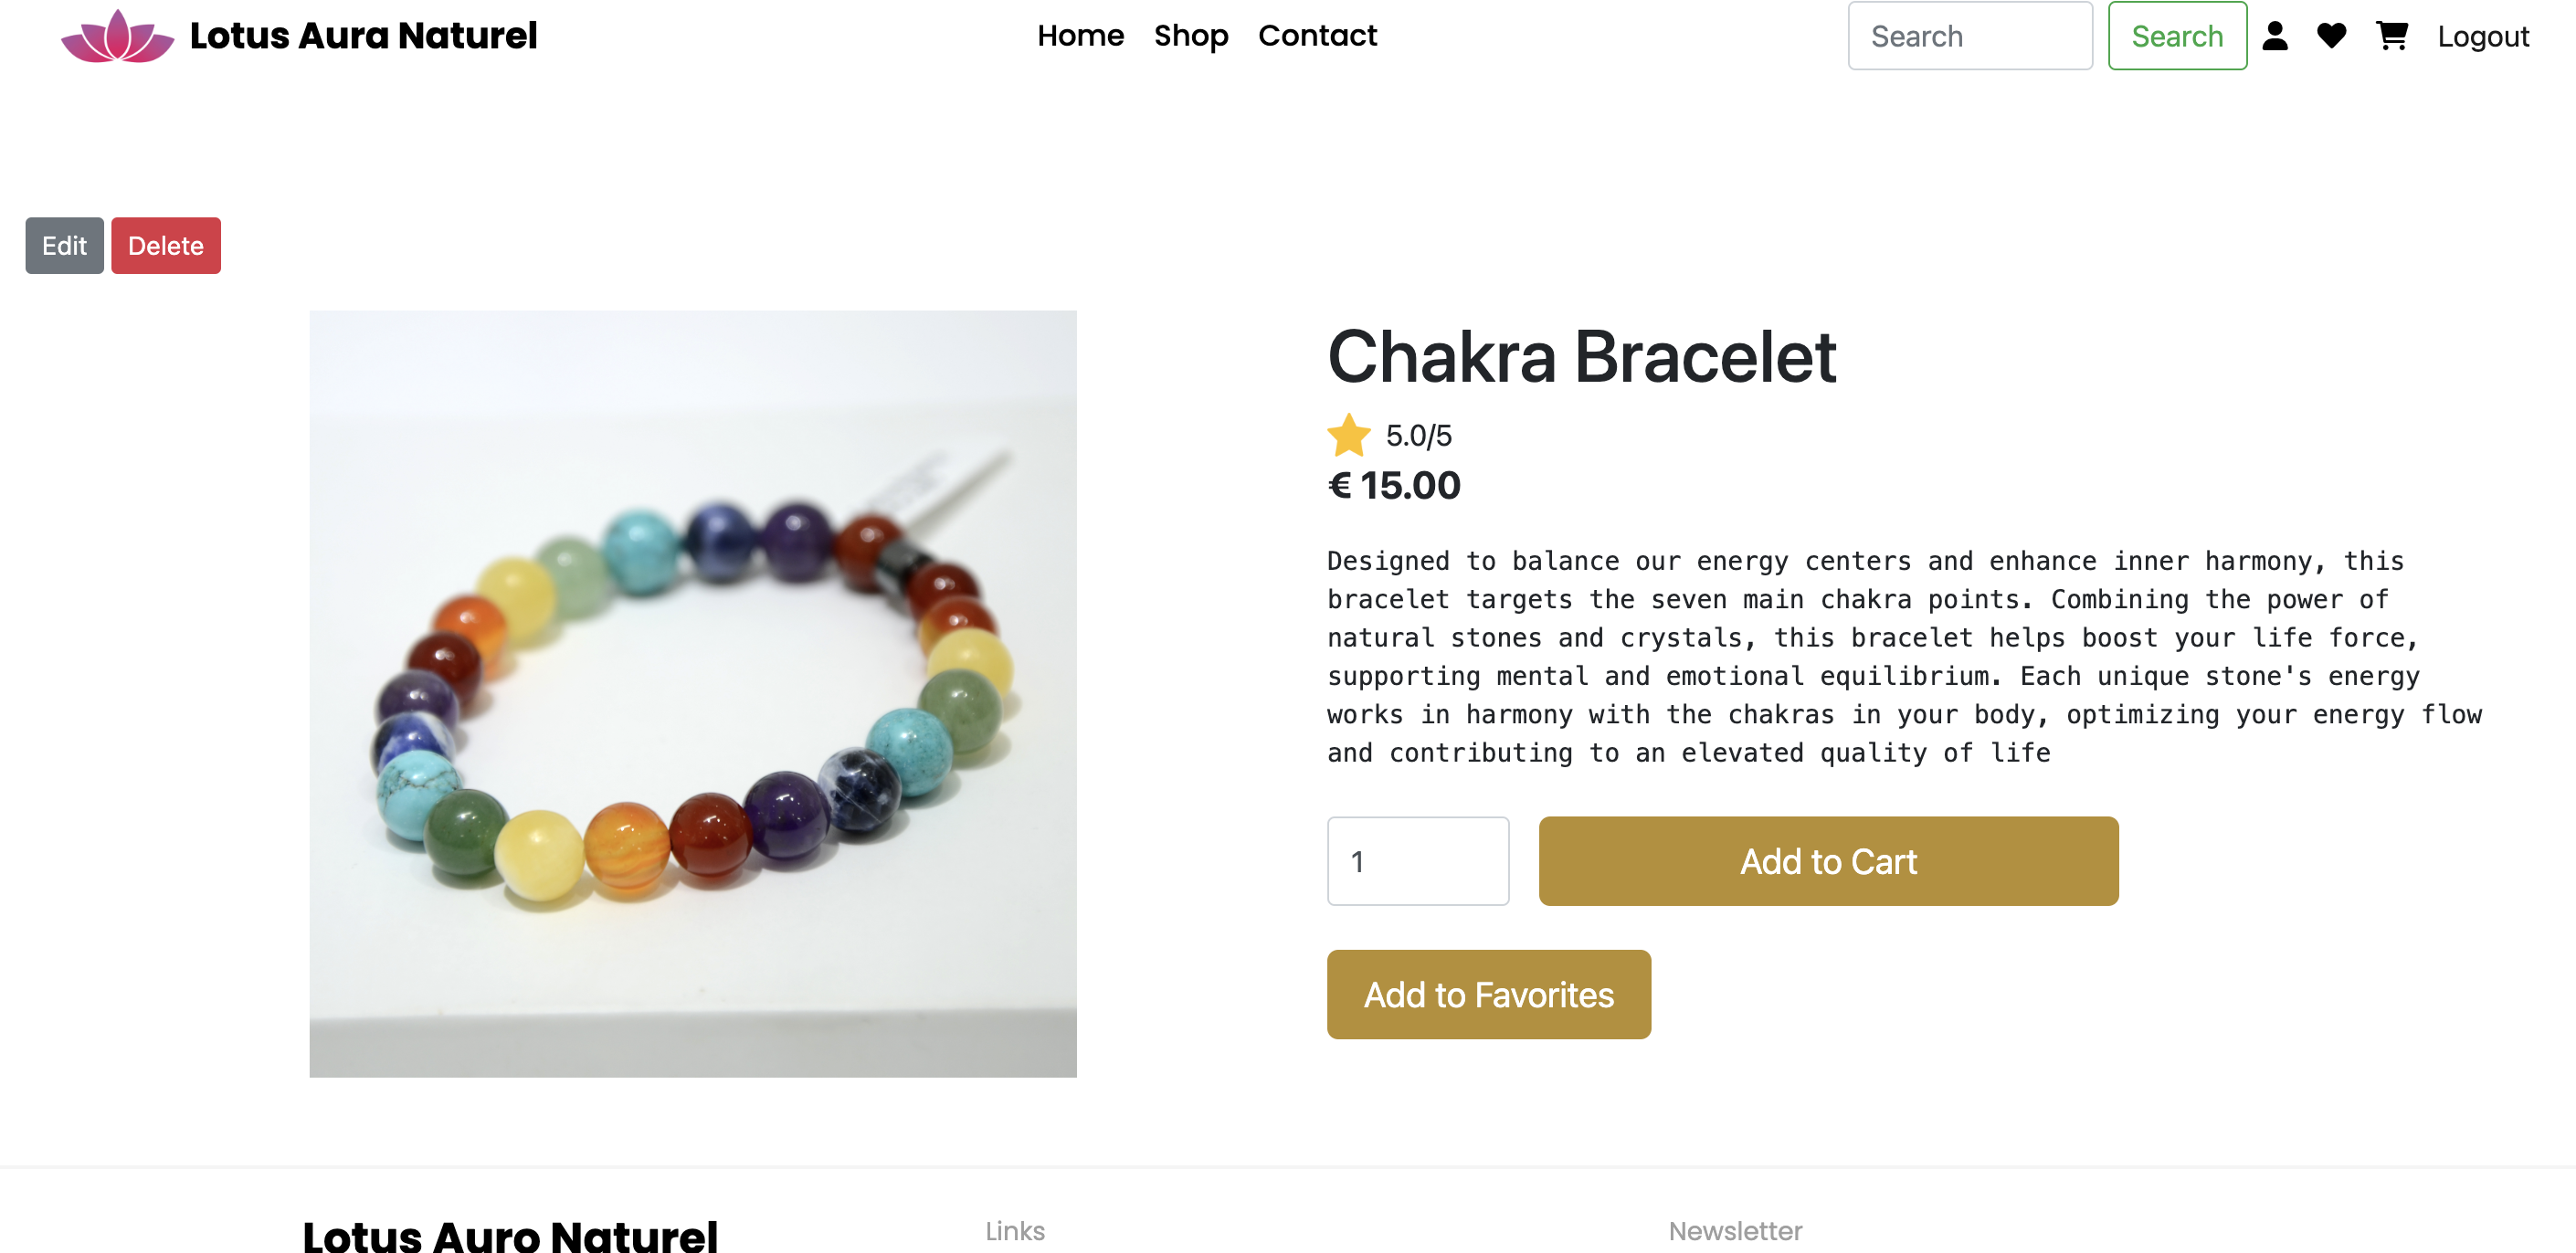 Lotus Aura Naturel
Home Shop Contact
Search Search Logout
Edit Delete
Chakra Bracelet
5.0/5
€ 15.00
Designed to balance our energy centers and enhance inner harmony, this
bracelet targets the seven main chakra points. Combining the power of
natural stones and crystals, this bracelet helps boost your life force,
supporting mental and emotional equilibrium. Each unique stone's energy
works in harmony with the chakras in your body, optimizing your energy flow
and contributing to an elevated quality of life
1 Add to Cart
Add to Favorites
Lotus Auro Naturel
Links
Newsletter